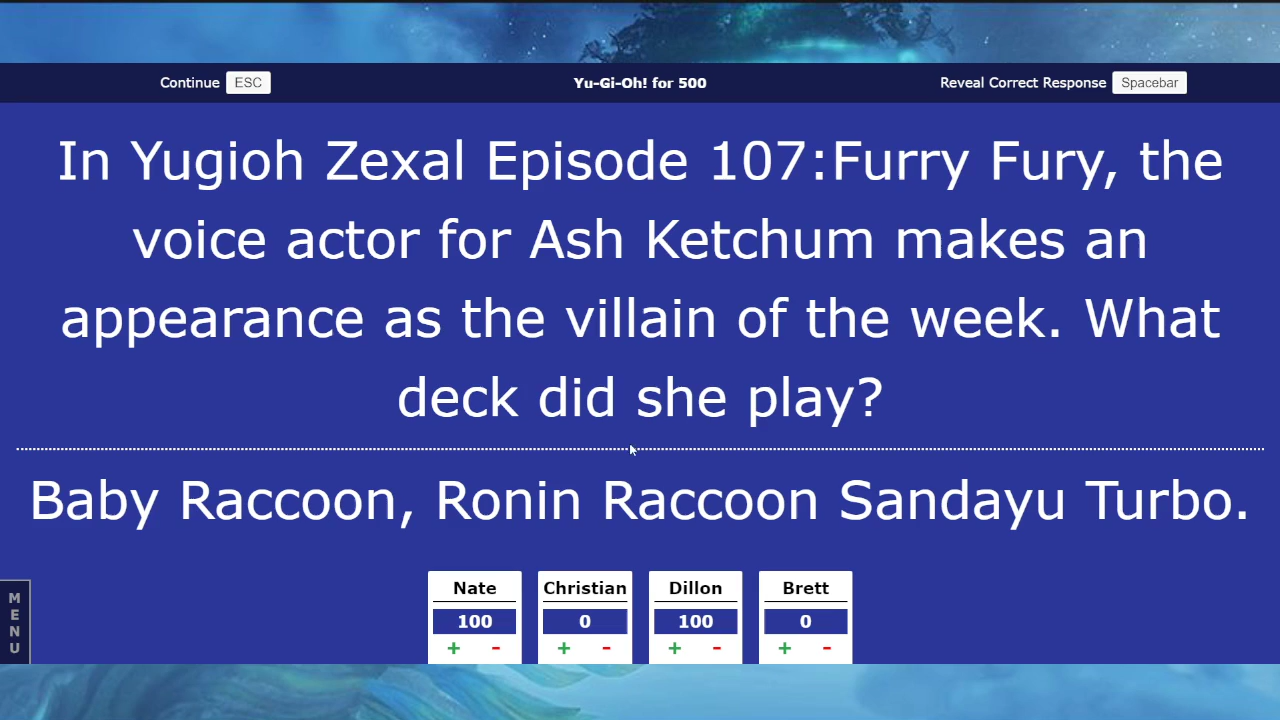 Continue ESC Yu-Gi-Oh! for 500 Reveal Correct Response Spacebar
In Yugioh Zexal Episode 107:Furry Fury, the
voice actor for Ash Ketchum makes an
appearance as the villain of the week. What
deck did she play?
Baby Raccoon, Ronin Raccoon Sandayu Turbo.
MENU
Nate Christian Dillon Brett
100 0 100 0
+ - + - + - + -